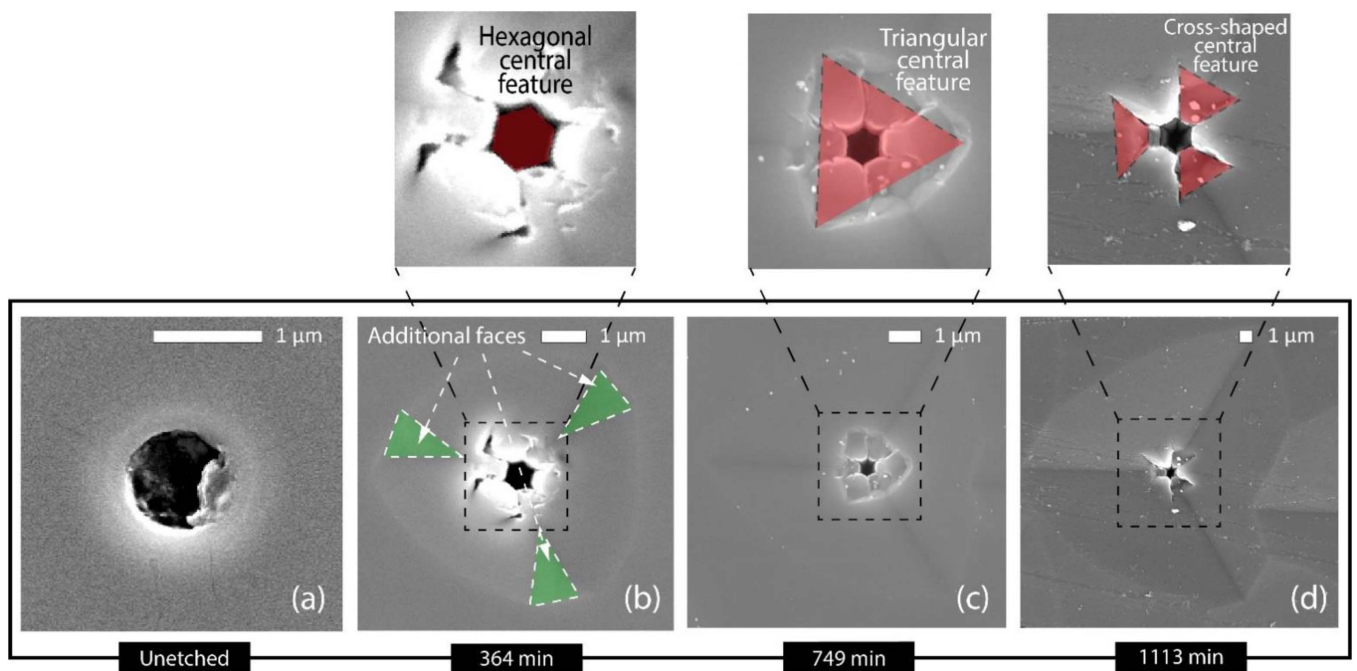 Hexagonal
central
feature
Triangular
central
feature
Cross-shaped
central
feature
1 µm
Additional faces
1 µm
1 µm
1 µm
(a)
(b)
(c)
(d)
Unetched
364 min
749 min
1113 min